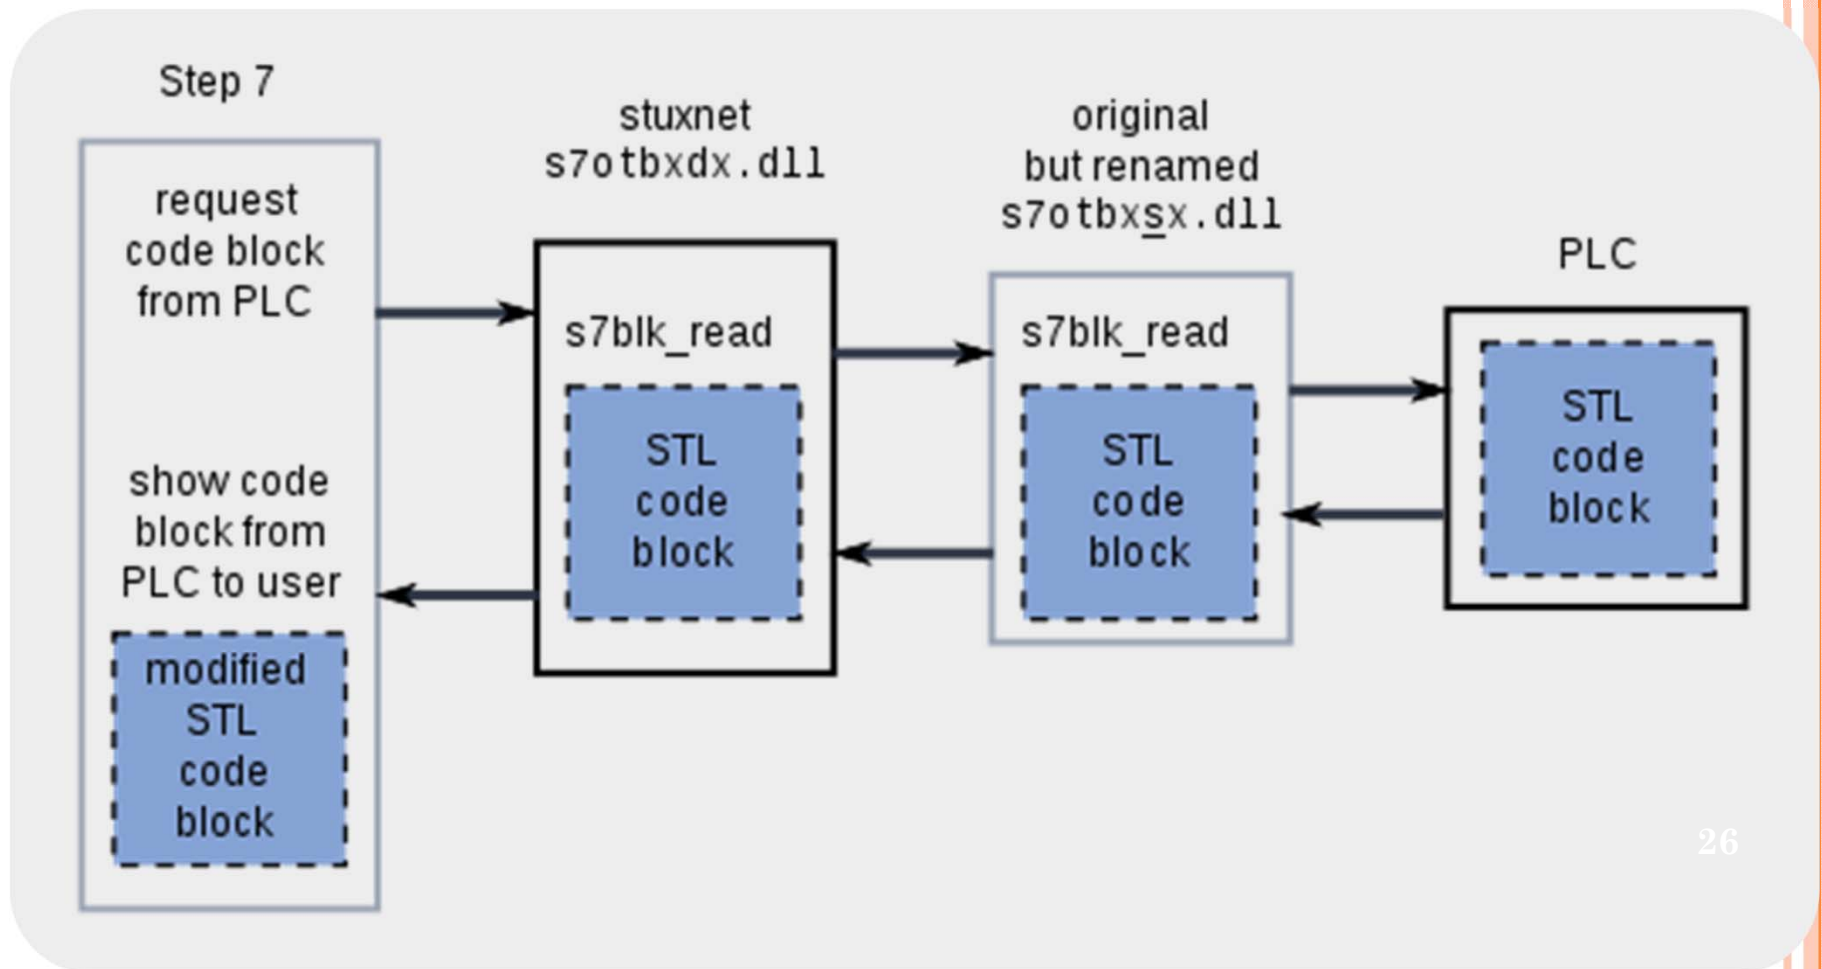 Step 7
request
code block
from PLC
show code
block from
PLC to user
modified
STL
code
block
stuxnet
s7otbxdx.dll
s7blk_read
STL
code
block
original
but renamed
s7otbxsx.dll
s7blk_read
STL
code
block
PLC
STL
code
block
26